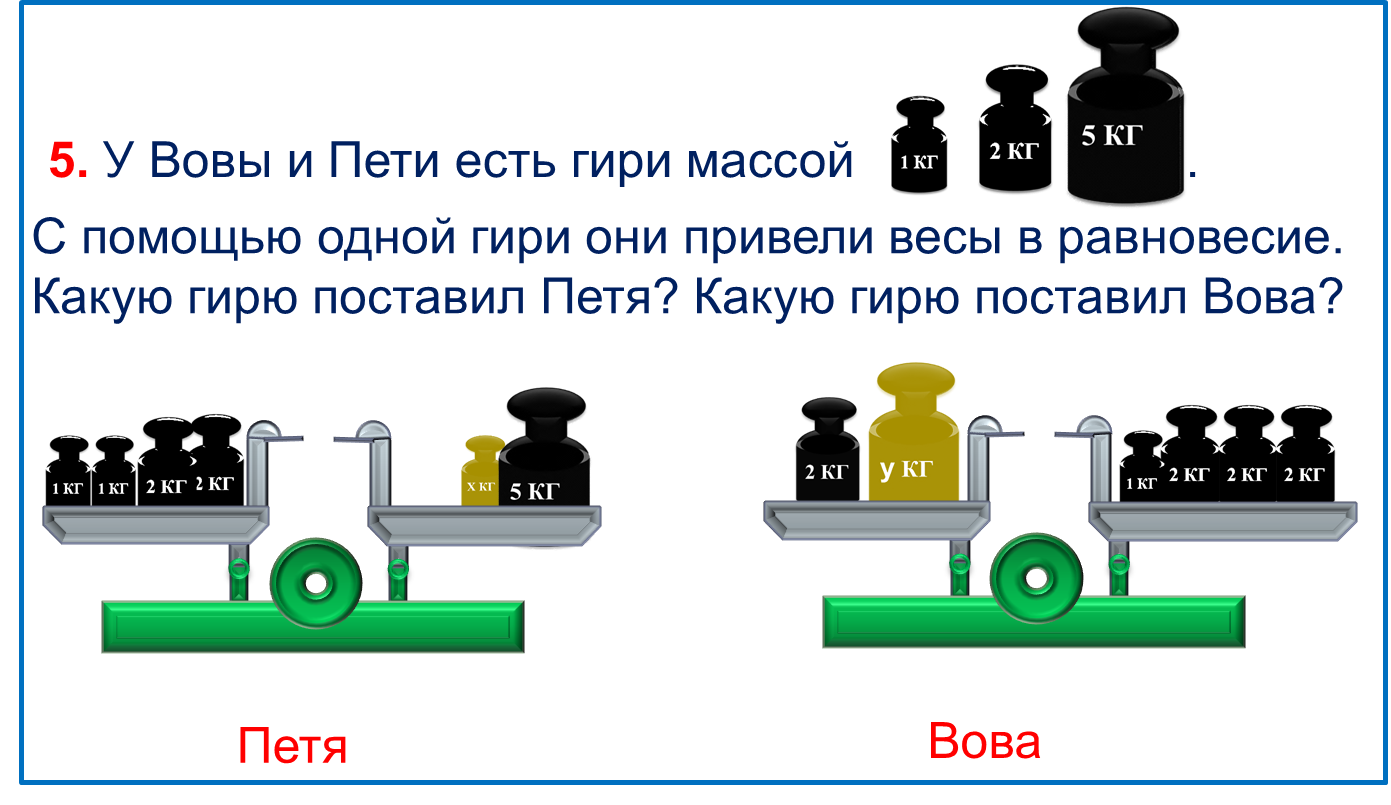 5. У Вовы и Пети есть гири массой 1 КГ 2 КГ 5 КГ .
С помощью одной гири они привели весы в равновесие.
Какую гирю поставил Петя? Какую гирю поставил Вова?
1 КГ 1 КГ 2 КГ 2 КГ X КГ 5 КГ
2 КГ у КГ 1 КГ 2 КГ 2 КГ 2 КГ
Петя
Вова